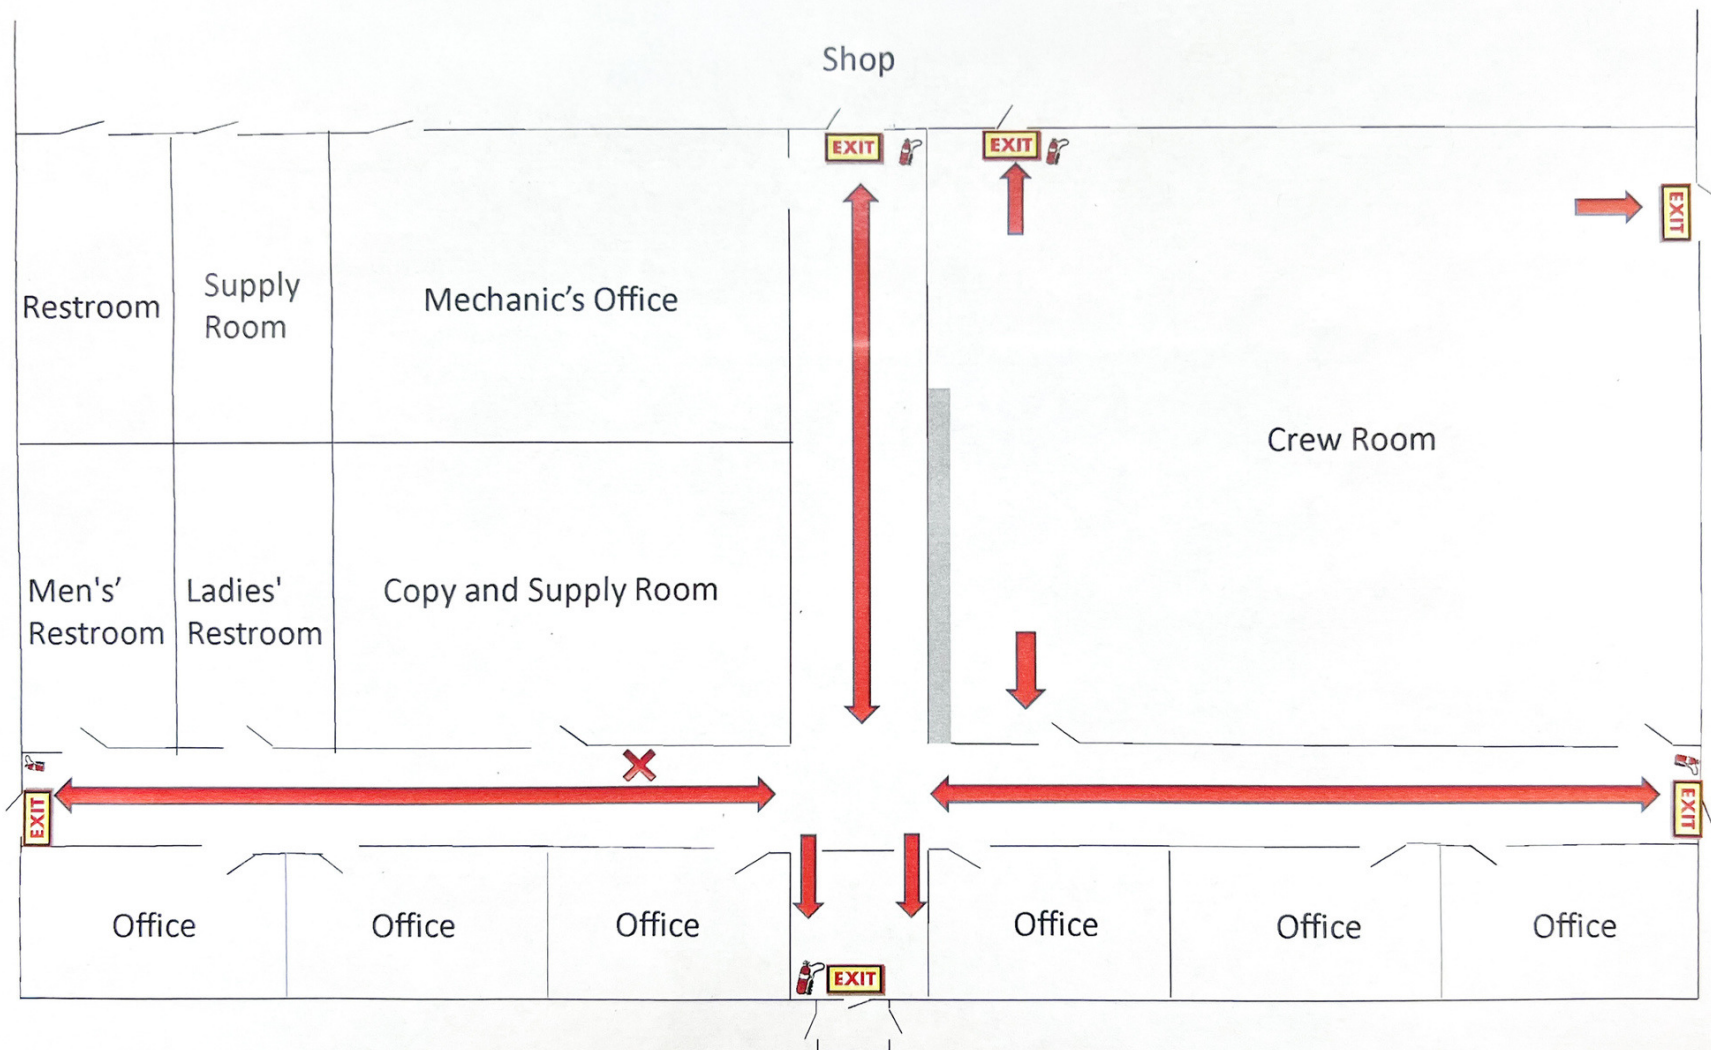 Shop
EXIT
EXIT
EXIT
Restroom
Supply
Room
Mechanic's Office
Crew Room
Men's’
Restroom
Ladies'
Restroom
Copy and Supply Room
EXIT
EXIT
Office
Office
Office
Office
Office
Office
EXIT